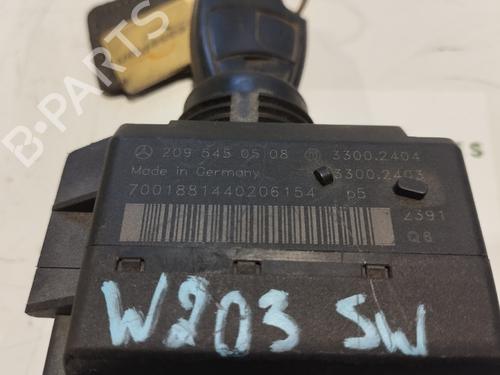 B-PARTS
209 545 05 08 3300.2404
Made in Germany 3300.2403
7001881440206154 p5
2391
Q8
W203 SW